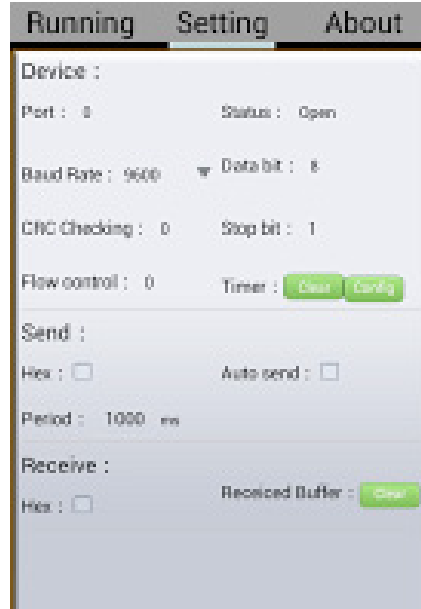 Running Setting About
Device :
Port : 0 Status : Open
Baud Rate : 9600 Data bit : 8
CRC Checking : 0 Stop bit : 1
Flow control : 0 Timer : Clear Config
Send :
Hex : Auto send :
Period : 1000 ms
Receive :
Hex : Receiced Buffer : Clear